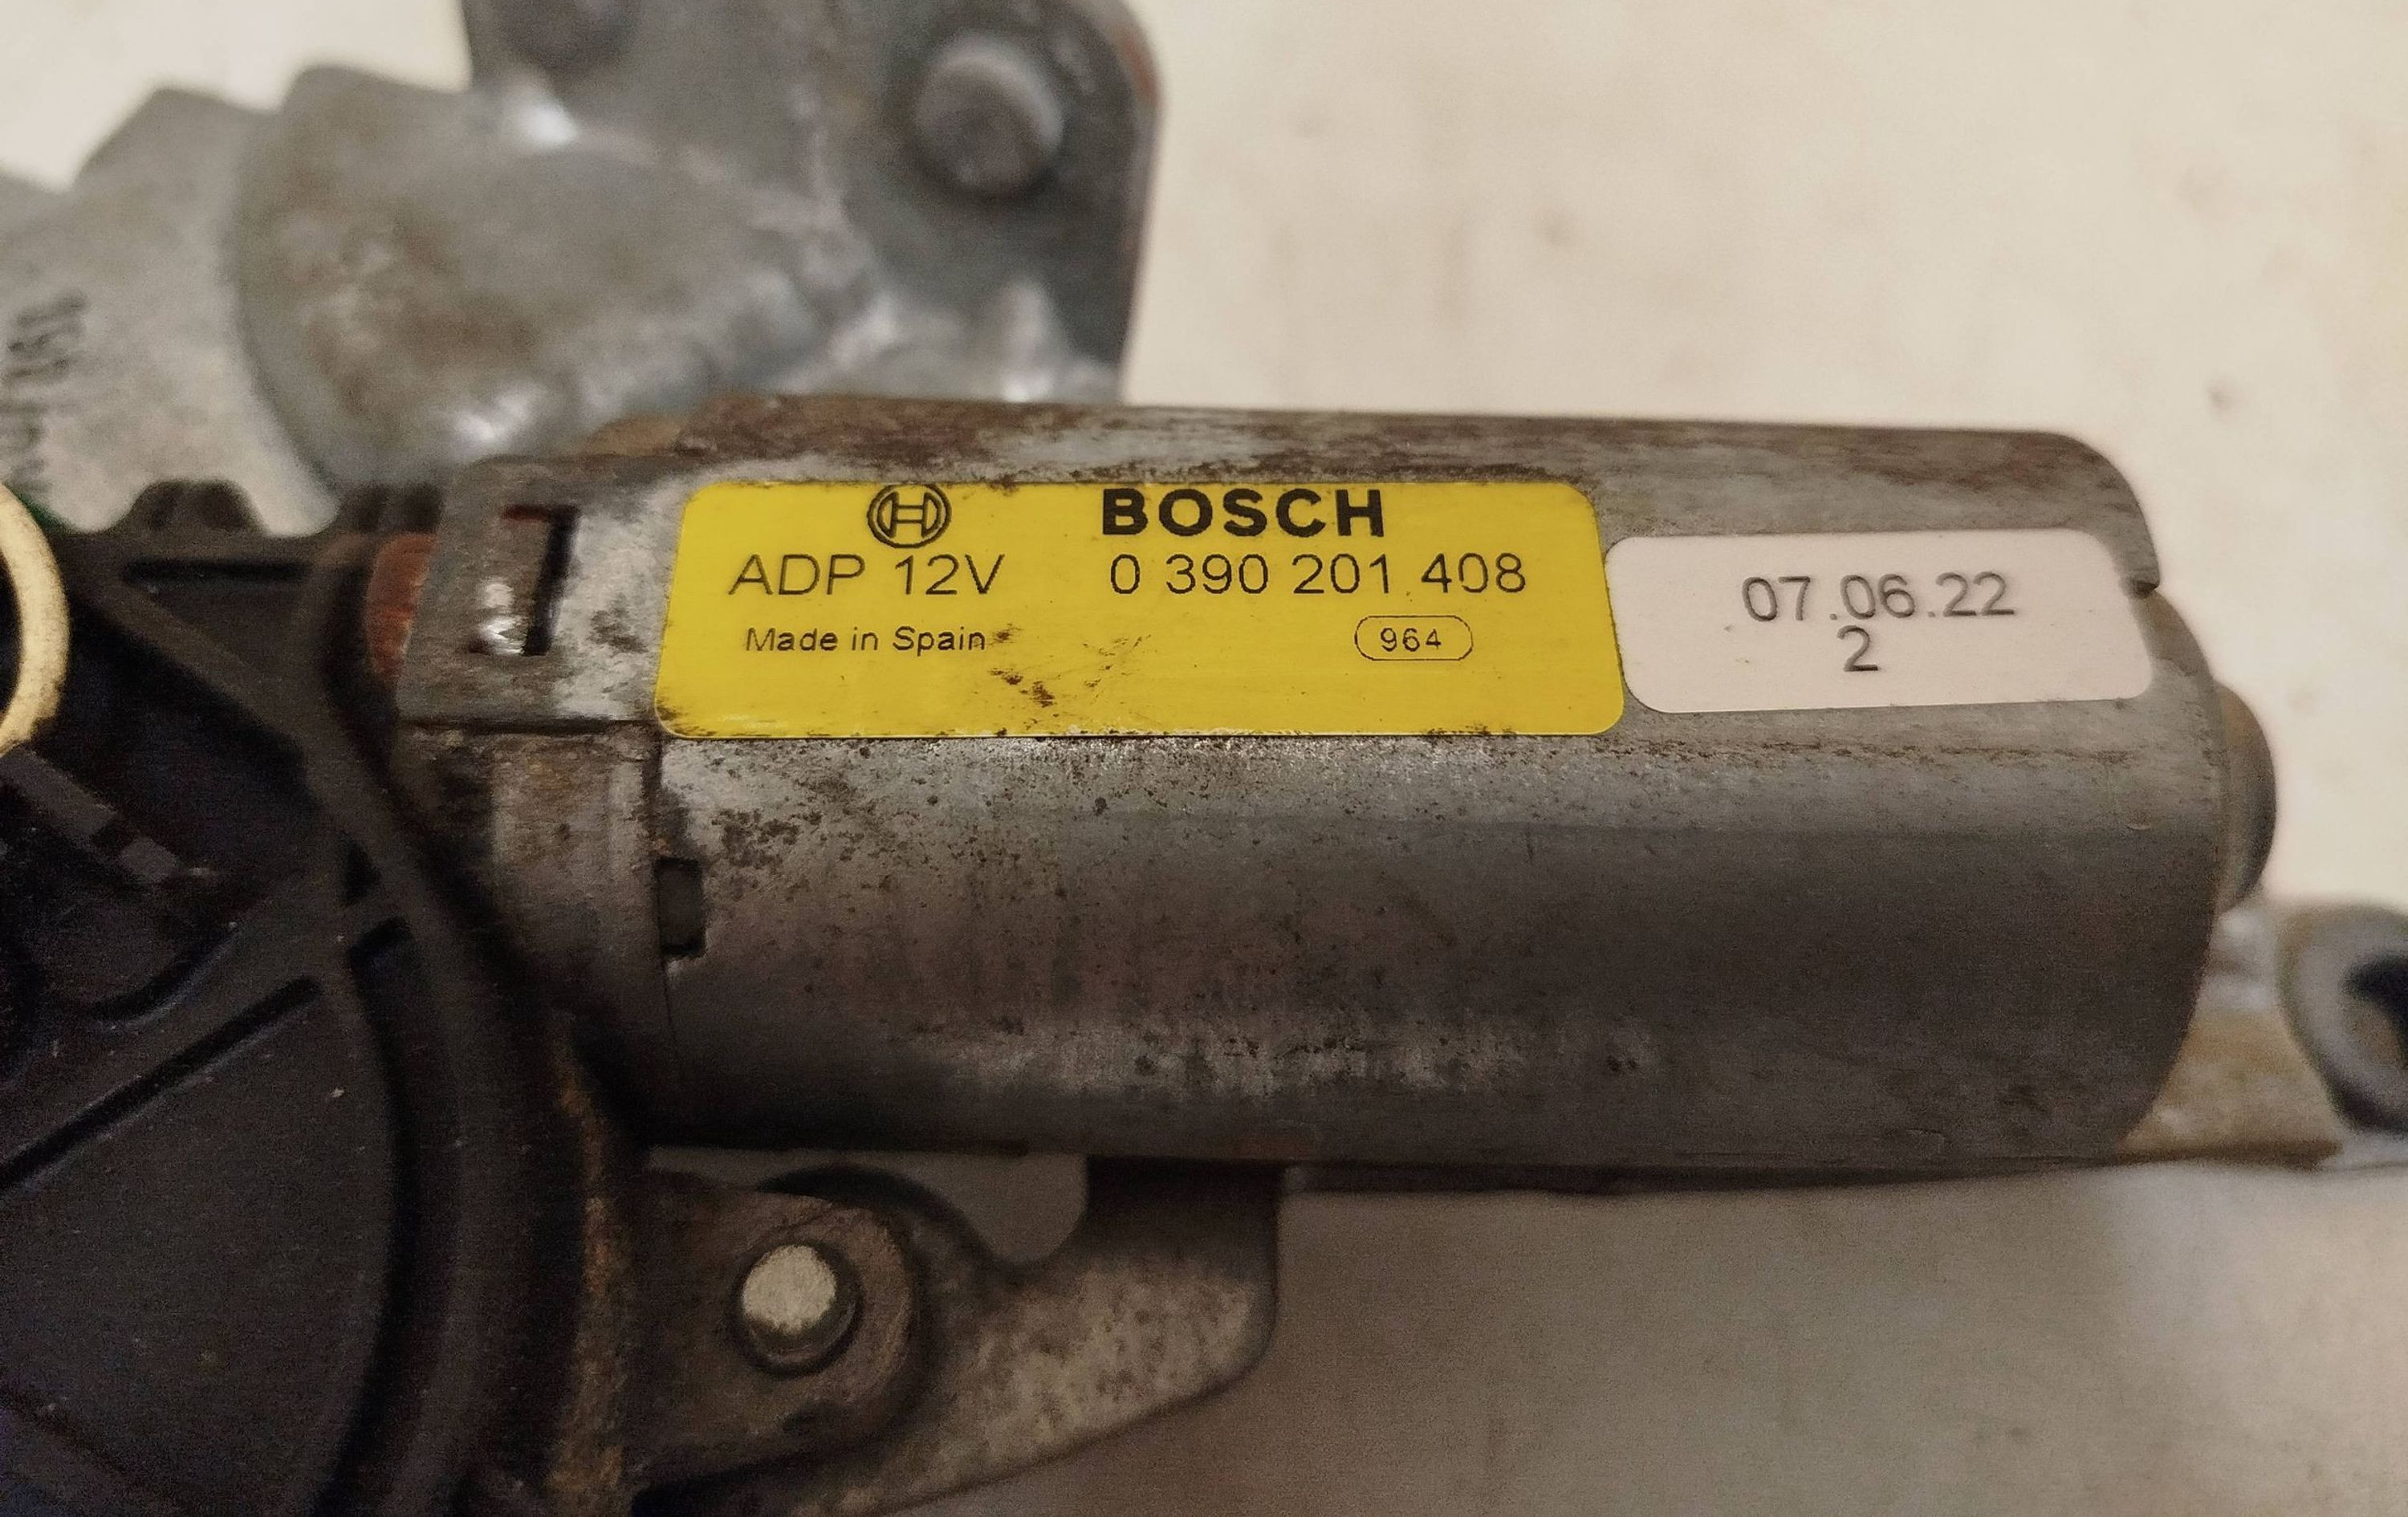 BOSCH
ADP 12V 0 390 201 408
Made in Spain 964
07.06.22
2